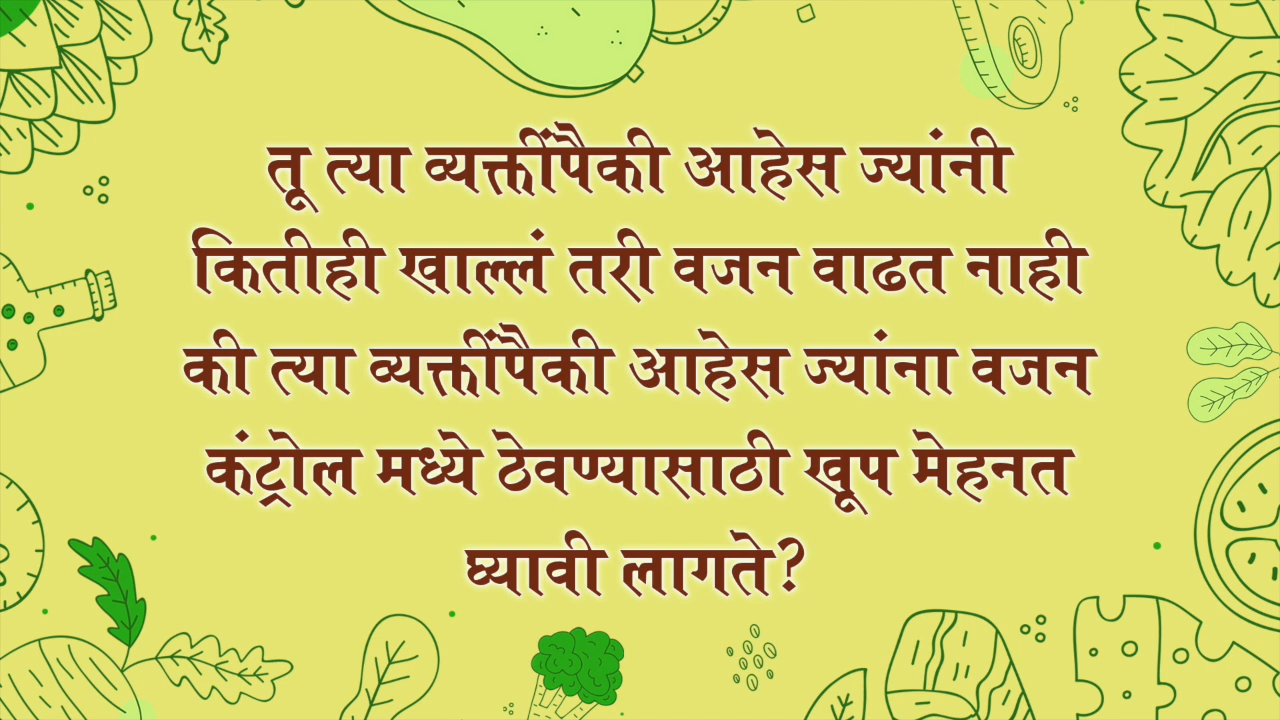 तू त्या व्यक्तींपैकी आहेस ज्यांनी
कितीही खाल्लं तरी वजन वाढत नाही
की त्या व्यक्तींपैकी आहेस ज्यांना वजन
कंट्रोल मध्ये ठेवण्यासाठी खूप मेहनत
घ्यावी लागते?